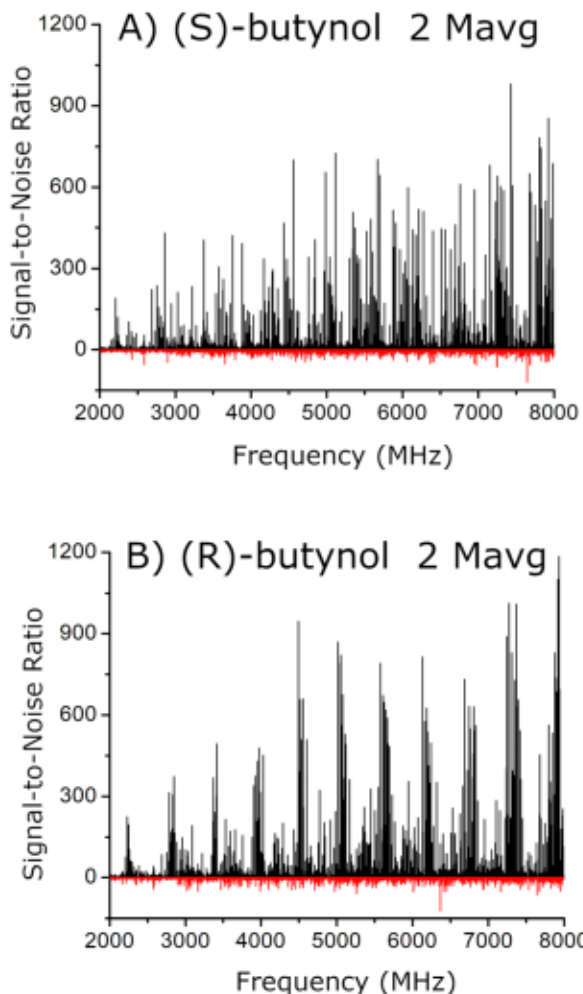 A) (S)-butynol 2 Mavg
1200
900
600
300
0
Signal-to-Noise Ratio
2000 3000 4000 5000 6000 7000 8000
Frequency (MHz)
B) (R)-butynol 2 Mavg
1200
900
600
300
0
Signal-to-Noise Ratio
2000 3000 4000 5000 6000 7000 8000
Frequency (MHz)